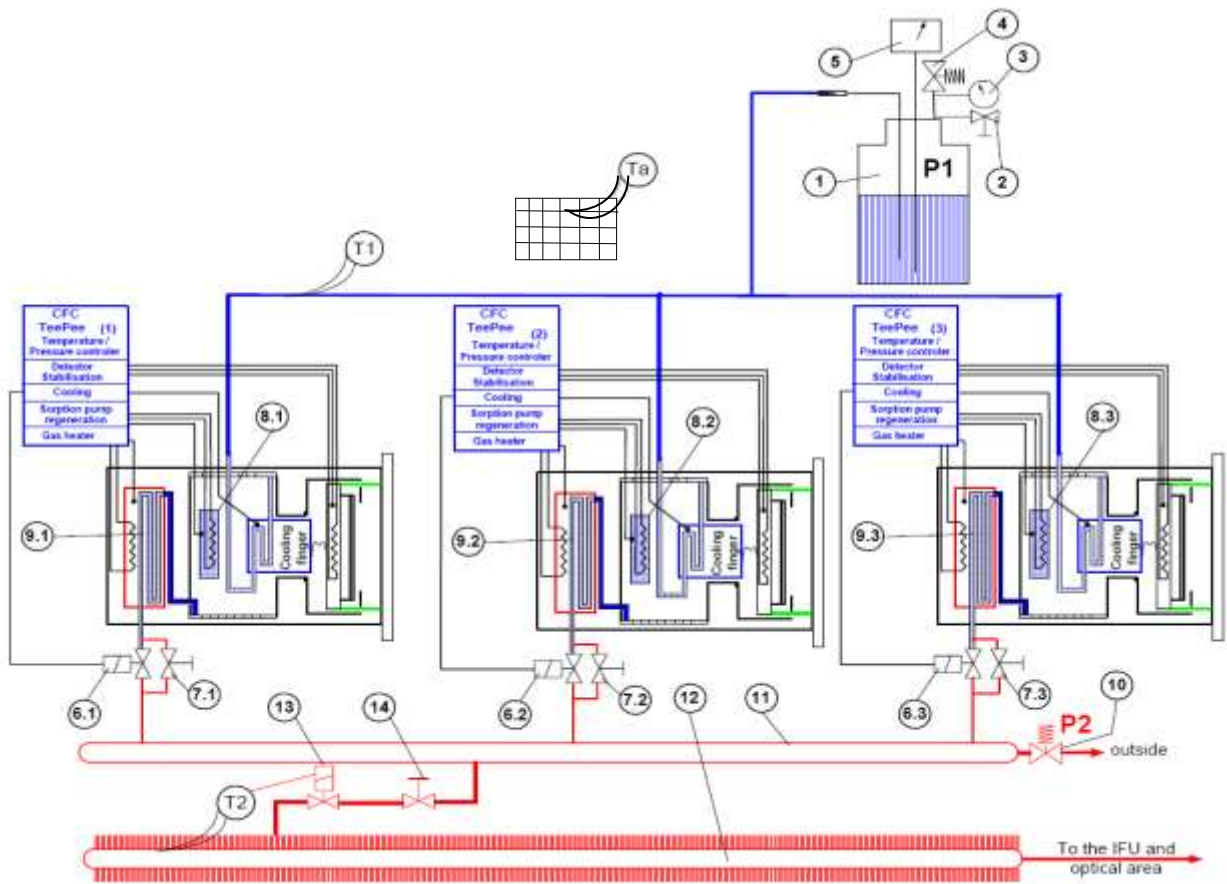 4
5
3
Ta
1
P1
2
T1
CFC
TeePee (1)
Temperature /
Pressure controler
Detector
Stabilisation
Cooling
Sorption pump
regeneration
Gas heater
CFC
TeePee (2)
Temperature /
Pressure controler
Detector
Stabilisation
Cooling
Sorption pump
regeneration
Gas heater
CFC
TeePee (3)
Temperature /
Pressure controler
Detector
Stabilisation
Cooling
Sorption pump
regeneration
Gas heater
8.1
8.2
8.3
9.1
Cooling
finger
9.2
Cooling
finger
9.3
Cooling
finger
6.1
7.1
6.2
7.2
6.3
7.3
13
14
12
11
10
P2
outside
T2
To the IFU and
optical area